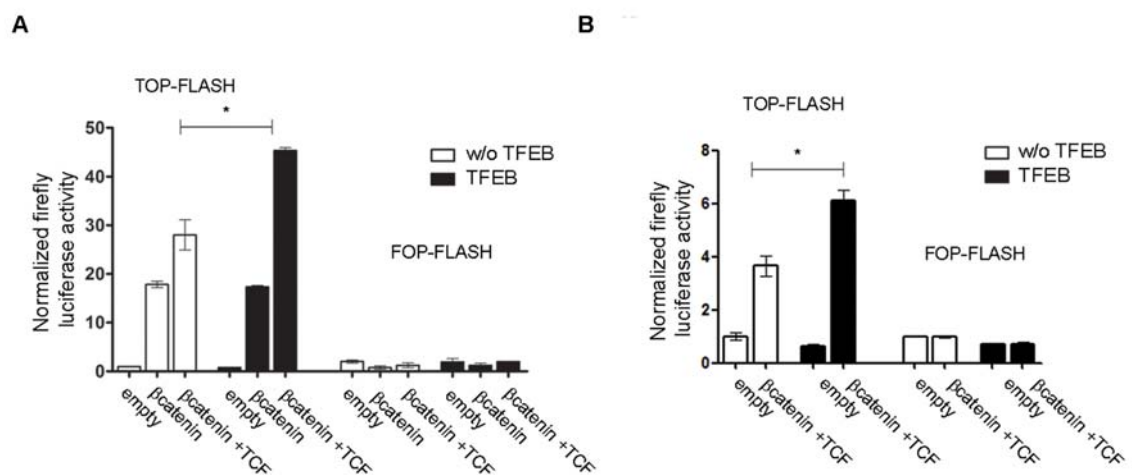 A
TOP-FLASH
*
w/o TFEB
TFEB
FOP-FLASH
Normalized firefly
luciferase activity
50
40
30
20
10
0
empty
βcatenin
βcatenin +TCF
empty
βcatenin
βcatenin +TCF
empty
βcatenin
βcatenin +TCF
empty
βcatenin
βcatenin +TCF
B
TOP-FLASH
*
w/o TFEB
TFEB
FOP-FLASH
Normalized firefly
luciferase activity
8
6
4
2
0
empty
βcatenin +TCF
empty
βcatenin +TCF
empty
βcatenin +TCF
empty
βcatenin +TCF